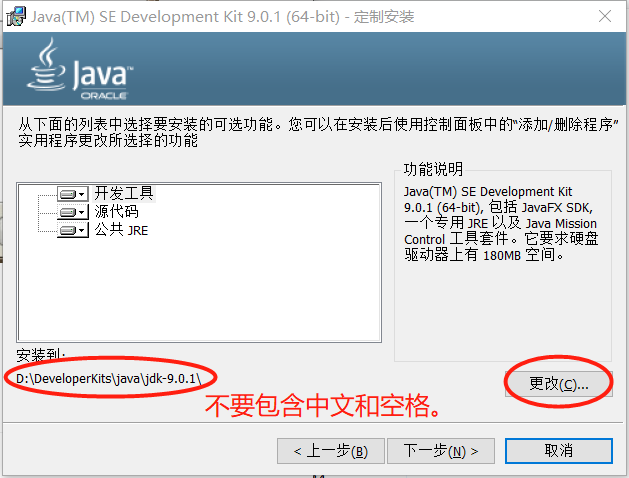 Java(TM) SE Development Kit 9.0.1 (64-bit) - 定制安装
Java™
ORACLE
从下面的列表中选择要安装的可选功能。您可以在安装后使用控制面板中的“添加/删除程序”
实用程序更改所选择的功能
开发工具
源代码
公共 JRE
功能说明
Java(TM) SE Development Kit
9.0.1 (64-bit), 包括 JavaFX SDK,
一个专用 JRE 以及 Java Mission
Control 工具套件。它要求硬盘
驱动器上有 180MB 空间。
安装到:
D:\DeveloperKits\java\jdk-9.0.1\
更改(C)...
不要包含中文和空格。
< 上一步(B)
下一步(N) >
取消